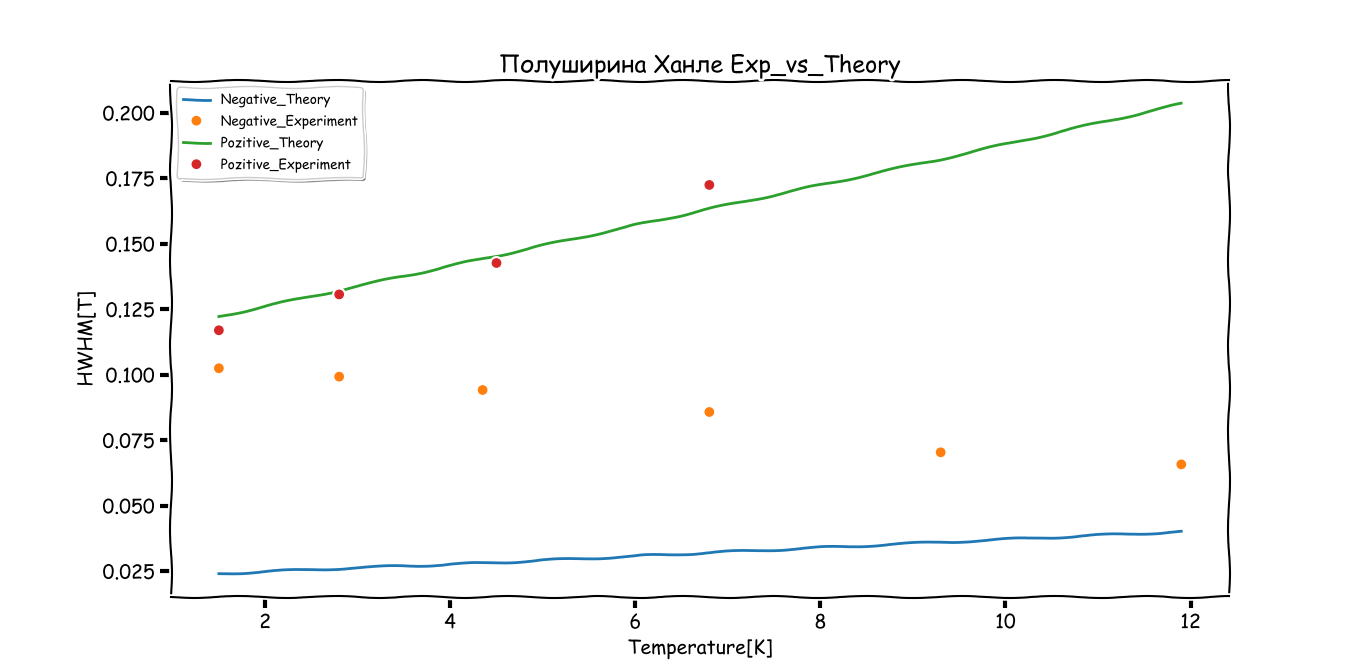 Полуширина Ханле Exp_vs_Theory
Negative_Theory
Negative_Experiment
Pozitive_Theory
Pozitive_Experiment
0.200
0.175
0.150
0.125
0.100
0.075
0.050
0.025
HWHM[T]
2 4 6 8 10 12
Temperature[K]